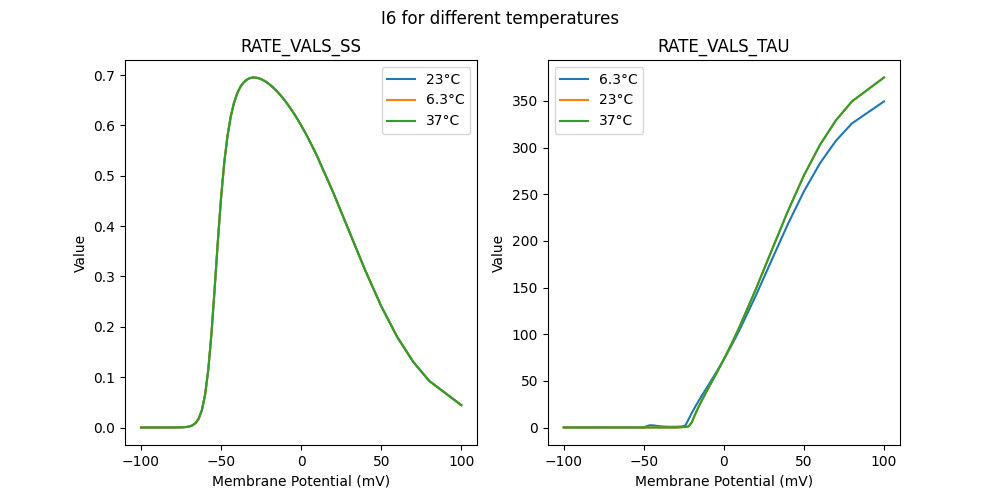 I6 for different temperatures
RATE_VALS_SS
RATE_VALS_TAU
0.7
0.6
0.5
0.4
0.3
0.2
0.1
0.0
Value
23°C
6.3°C
37°C
−100
−50
0
50
100
Membrane Potential (mV)
350
300
250
200
150
100
50
0
Value
6.3°C
23°C
37°C
−100
−50
0
50
100
Membrane Potential (mV)